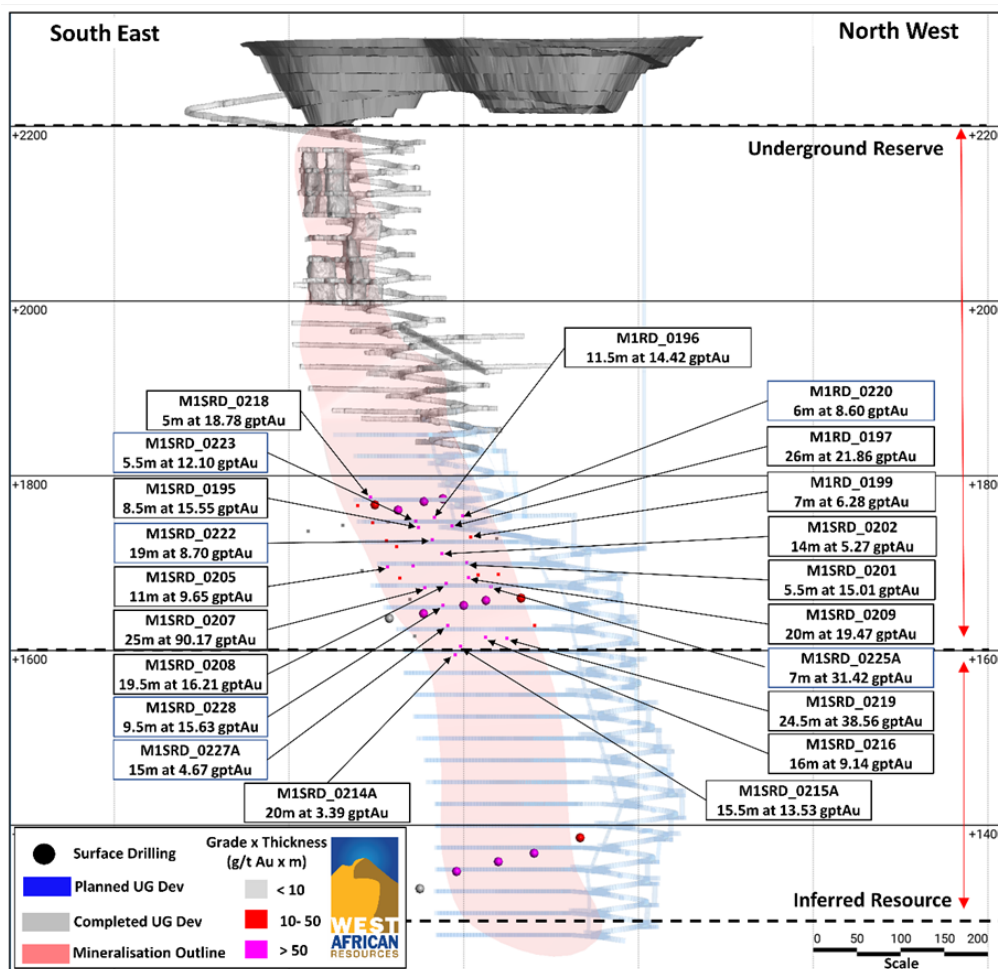 South East
North West
+2200
+2200
Underground Reserve
+2000
+2000
M1RD_0196
11.5m at 14.42 gptAu
M1SRD_0218
5m at 18.78 gptAu
M1RD_0220
6m at 8.60 gptAu
M1SRD_0223
5.5m at 12.10 gptAu
M1RD_0197
26m at 21.86 gptAu
+1800
+1800
M1SRD_0195
8.5m at 15.55 gptAu
M1RD_0199
7m at 6.28 gptAu
M1SRD_0222
19m at 8.70 gptAu
M1SRD_0202
14m at 5.27 gptAu
M1SRD_0205
11m at 9.65 gptAu
M1SRD_0201
5.5m at 15.01 gptAu
M1SRD_0207
25m at 90.17 gptAu
M1SRD_0209
20m at 19.47 gptAu
+1600
+1600
M1SRD_0208
19.5m at 16.21 gptAu
M1SRD_0225A
7m at 31.42 gptAu
M1SRD_0228
9.5m at 15.63 gptAu
M1SRD_0219
24.5m at 38.56 gptAu
M1SRD_0227A
15m at 4.67 gptAu
M1SRD_0216
16m at 9.14 gptAu
M1SRD_0214A
20m at 3.39 gptAu
M1SRD_0215A
15.5m at 13.53 gptAu
Surface Drilling
Planned UG Dev
Completed UG Dev
Mineralisation Outline
Grade x Thickness
(g/t Au x m)
< 10
10- 50
> 50
WEST
AFRICAN
RESOURCES
Inferred Resource
0 50 100 150 200
Scale